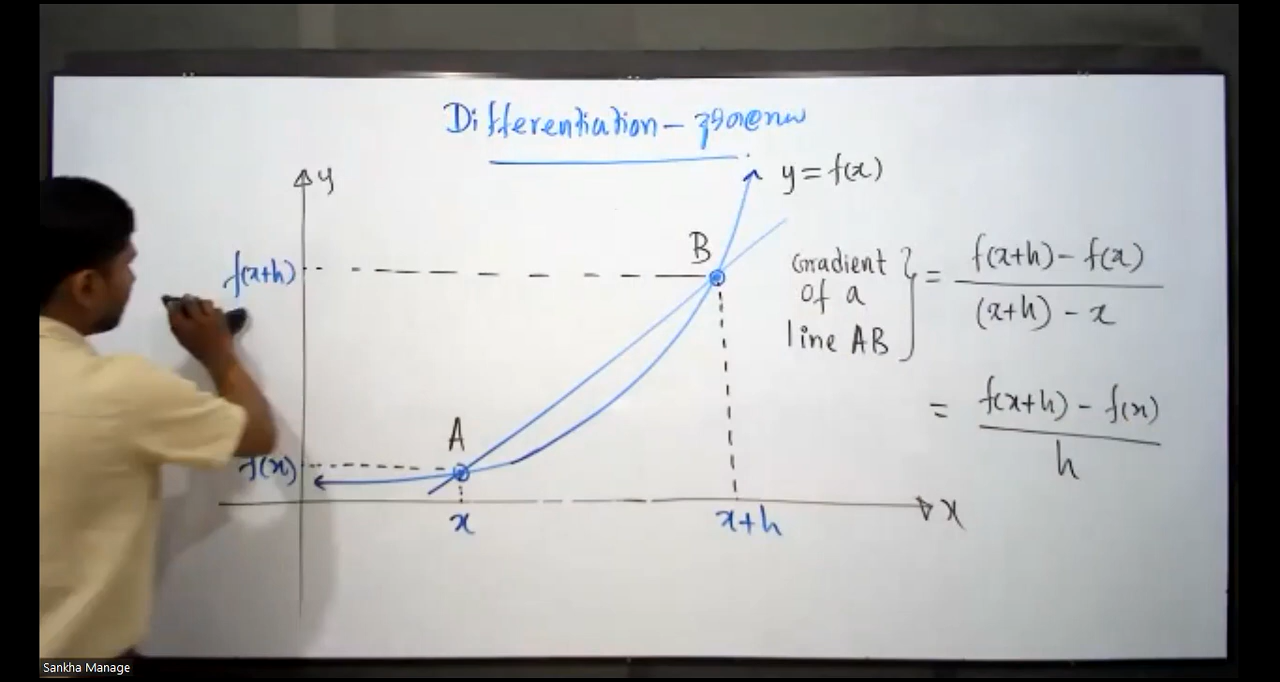 Differentiation –
y
y = f(x)
B
f(x+h)
Gradient
of a
line AB
= f(x+h) - f(x)
(x+h) - x
= f(x+h) - f(x)
h
A
f(x)
x
x+h
x
Sankha Manage